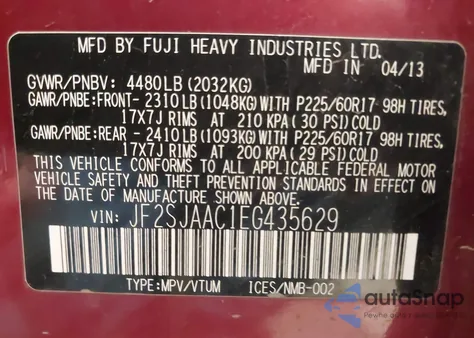 MFD BY FUJI HEAVY INDUSTRIES LTD.
04/13
GVWR/PNBV: 4480LB (2032KG)
GAWR/PNBE:FRONT- 2310LB(1048KG)WITH P225/60R17 98H TIRES,
17X7J RIMS AT 210 KPA(30 PSI)COLD
GAWR/PNBE:REAR -2410LB(1093KG)WITH P225/60R17 98H TIRES,
17X7J RIMS AT 200 KPA(29 PSI)COLD
THIS VEHICLE CONFORMS TO ALL APPLICABLE FEDERAL MOTOR
VEHICLE SAFETY AND THEFT PREVENTION STANDARDS IN EFFECT ON
THE DATE OF MANUFACTURE SHOWN ABOVE.
VIN: JF2SJAAC1EG435629
TYPE:MPV/VTUM ICES/NMB-002
autoSnap
Pewne auto z aukcji